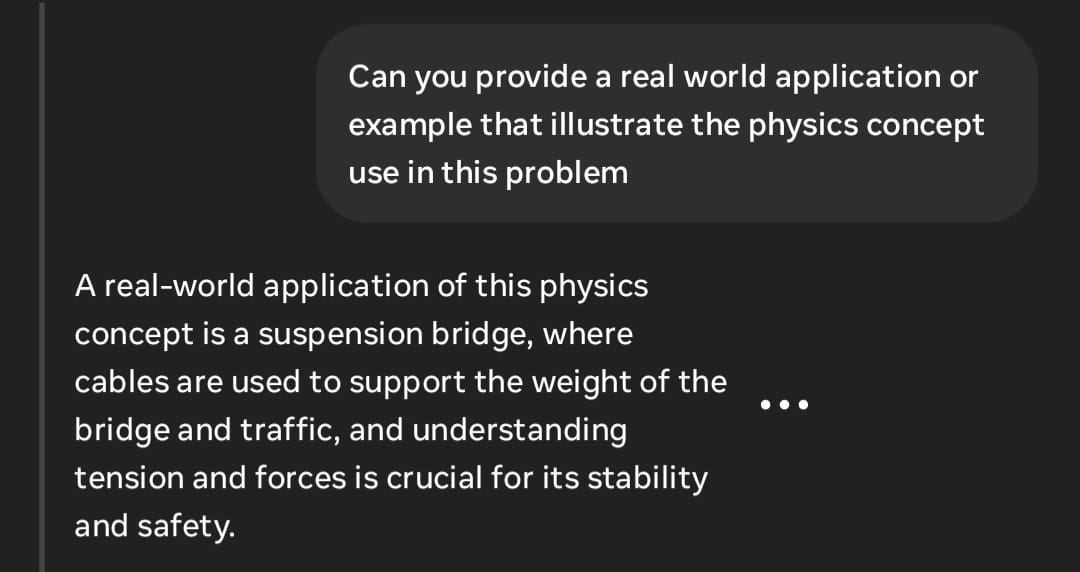 Can you provide a real world application or
example that illustrate the physics concept
use in this problem
A real-world application of this physics
concept is a suspension bridge, where
cables are used to support the weight of the
bridge and traffic, and understanding
tension and forces is crucial for its stability
and safety.